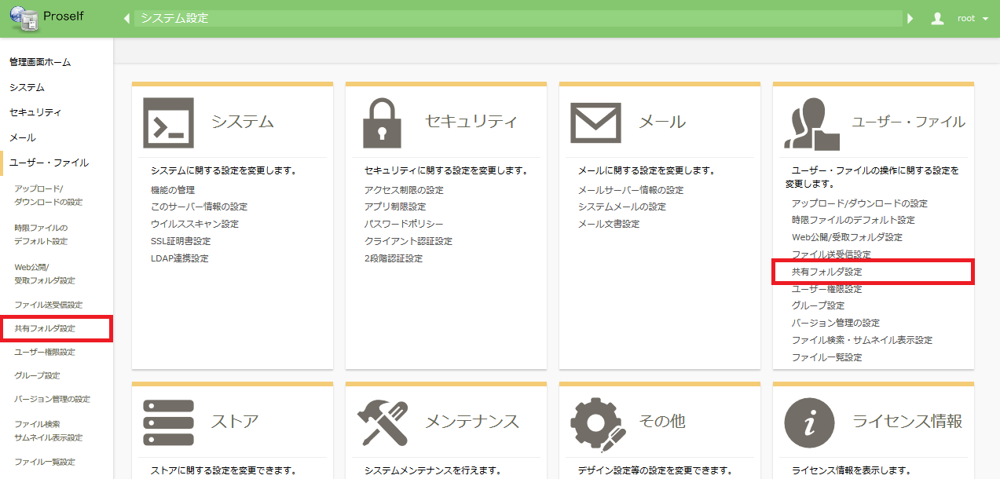 Proself
システム設定
root
管理画面ホーム
システム
セキュリティ
メール
ユーザー・ファイル
アップロード/
ダウンロードの設定
時限ファイルの
デフォルト設定
Web公開/
受取フォルダ設定
ファイル送受信設定
共有フォルダ設定
ユーザー権限設定
グループ設定
バージョン管理の設定
ファイル検索
サムネイル表示設定
ファイル一覧設定
システム
システムに関する設定を変更します。
機能の管理
このサーバー情報の設定
ウイルススキャン設定
SSL証明書設定
LDAP連携設定
セキュリティ
セキュリティに関する設定を変更します。
アクセス制限の設定
アプリ制限設定
パスワードポリシー
クライアント認証設定
2段階認証設定
メール
メールに関する設定を変更します。
メールサーバー情報の設定
システムメールの設定
メール文書設定
ユーザー・ファイル
ユーザー・ファイルの操作に関する設定を
変更します。
アップロード/ダウンロードの設定
時限ファイルのデフォルト設定
Web公開/受取フォルダ設定
ファイル送受信設定
共有フォルダ設定
ユーザー権限設定
グループ設定
バージョン管理の設定
ファイル検索・サムネイル表示設定
ファイル一覧設定
ストア
ストアに関する設定を変更できます。
メンテナンス
システムメンテナンスを行えます。
その他
デザイン設定等の設定を変更できます。
ライセンス情報
ライセンス情報を表示します。